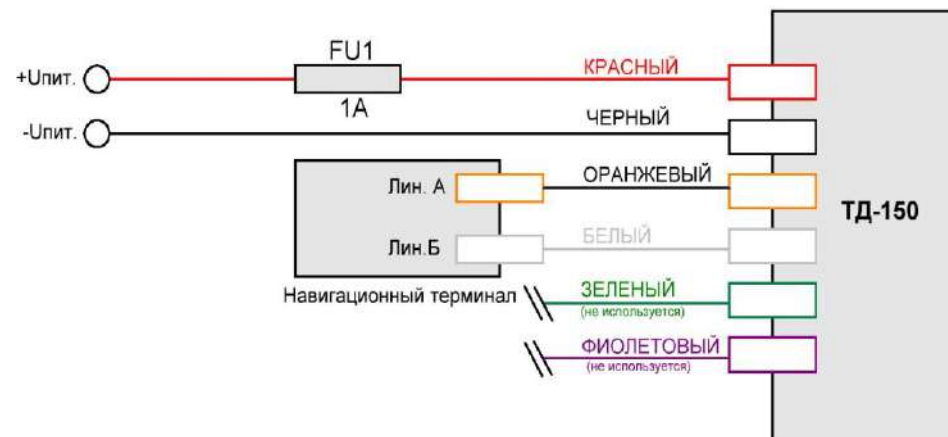 FU1
+Uпит.
КРАСНЫЙ
1А
-Uпит.
ЧЕРНЫЙ
Лин. А
ОРАНЖЕВЫЙ
ТД-150
Лин.Б
БЕЛЫЙ
Навигационный терминал
ЗЕЛЕНЫЙ
(не используется)
ФИОЛЕТОВЫЙ
(не используется)